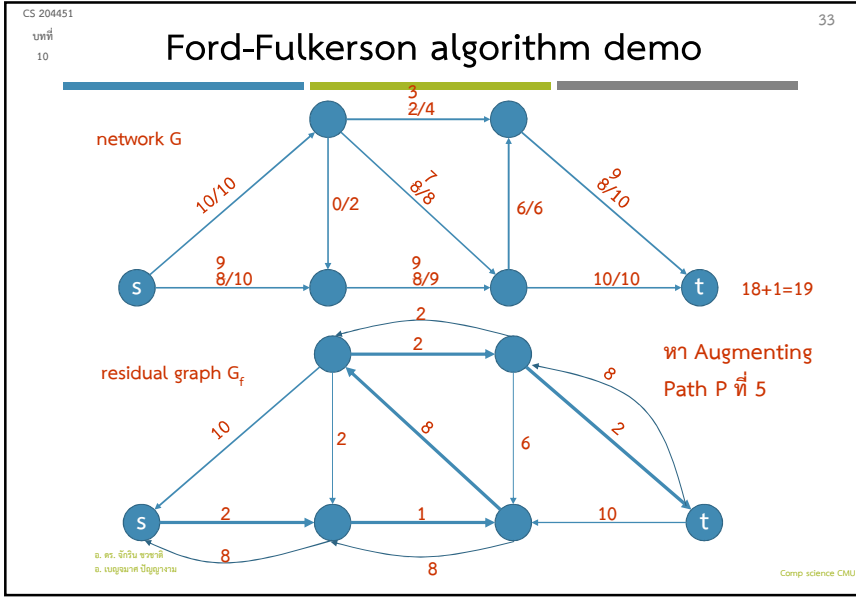 CS 204451
บทที่
10
33
Ford-Fulkerson algorithm demo
network G
3
2/4
10/10
7
8/8
0/2
6/6
9
8/10
9
8/10
9
8/9
10/10
s
t
18+1=19
2
2
residual graph Gf
หา Augmenting
Path P ที่ 5
8
10
2
8
6
2
s
2
1
10
t
8
8
อ. ดร. จักริน ชวชาติ
อ. เบญจมาศ ปัญญางาม
Comp science CMU